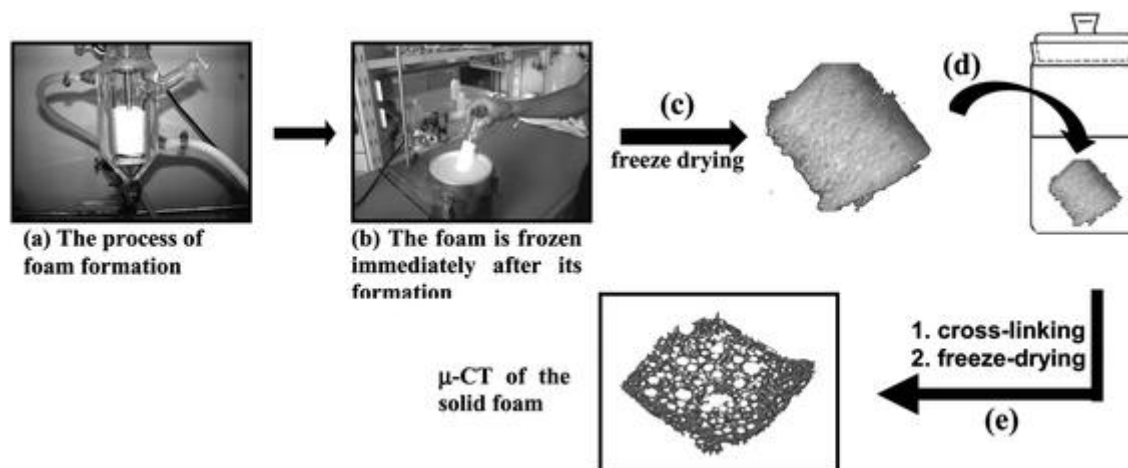 (a) The process of
foam formation
(b) The foam is frozen
immediately after its
formation
(c)
freeze drying
(d)
1. cross-linking
2. freeze-drying
(e)
μ-CT of the
solid foam